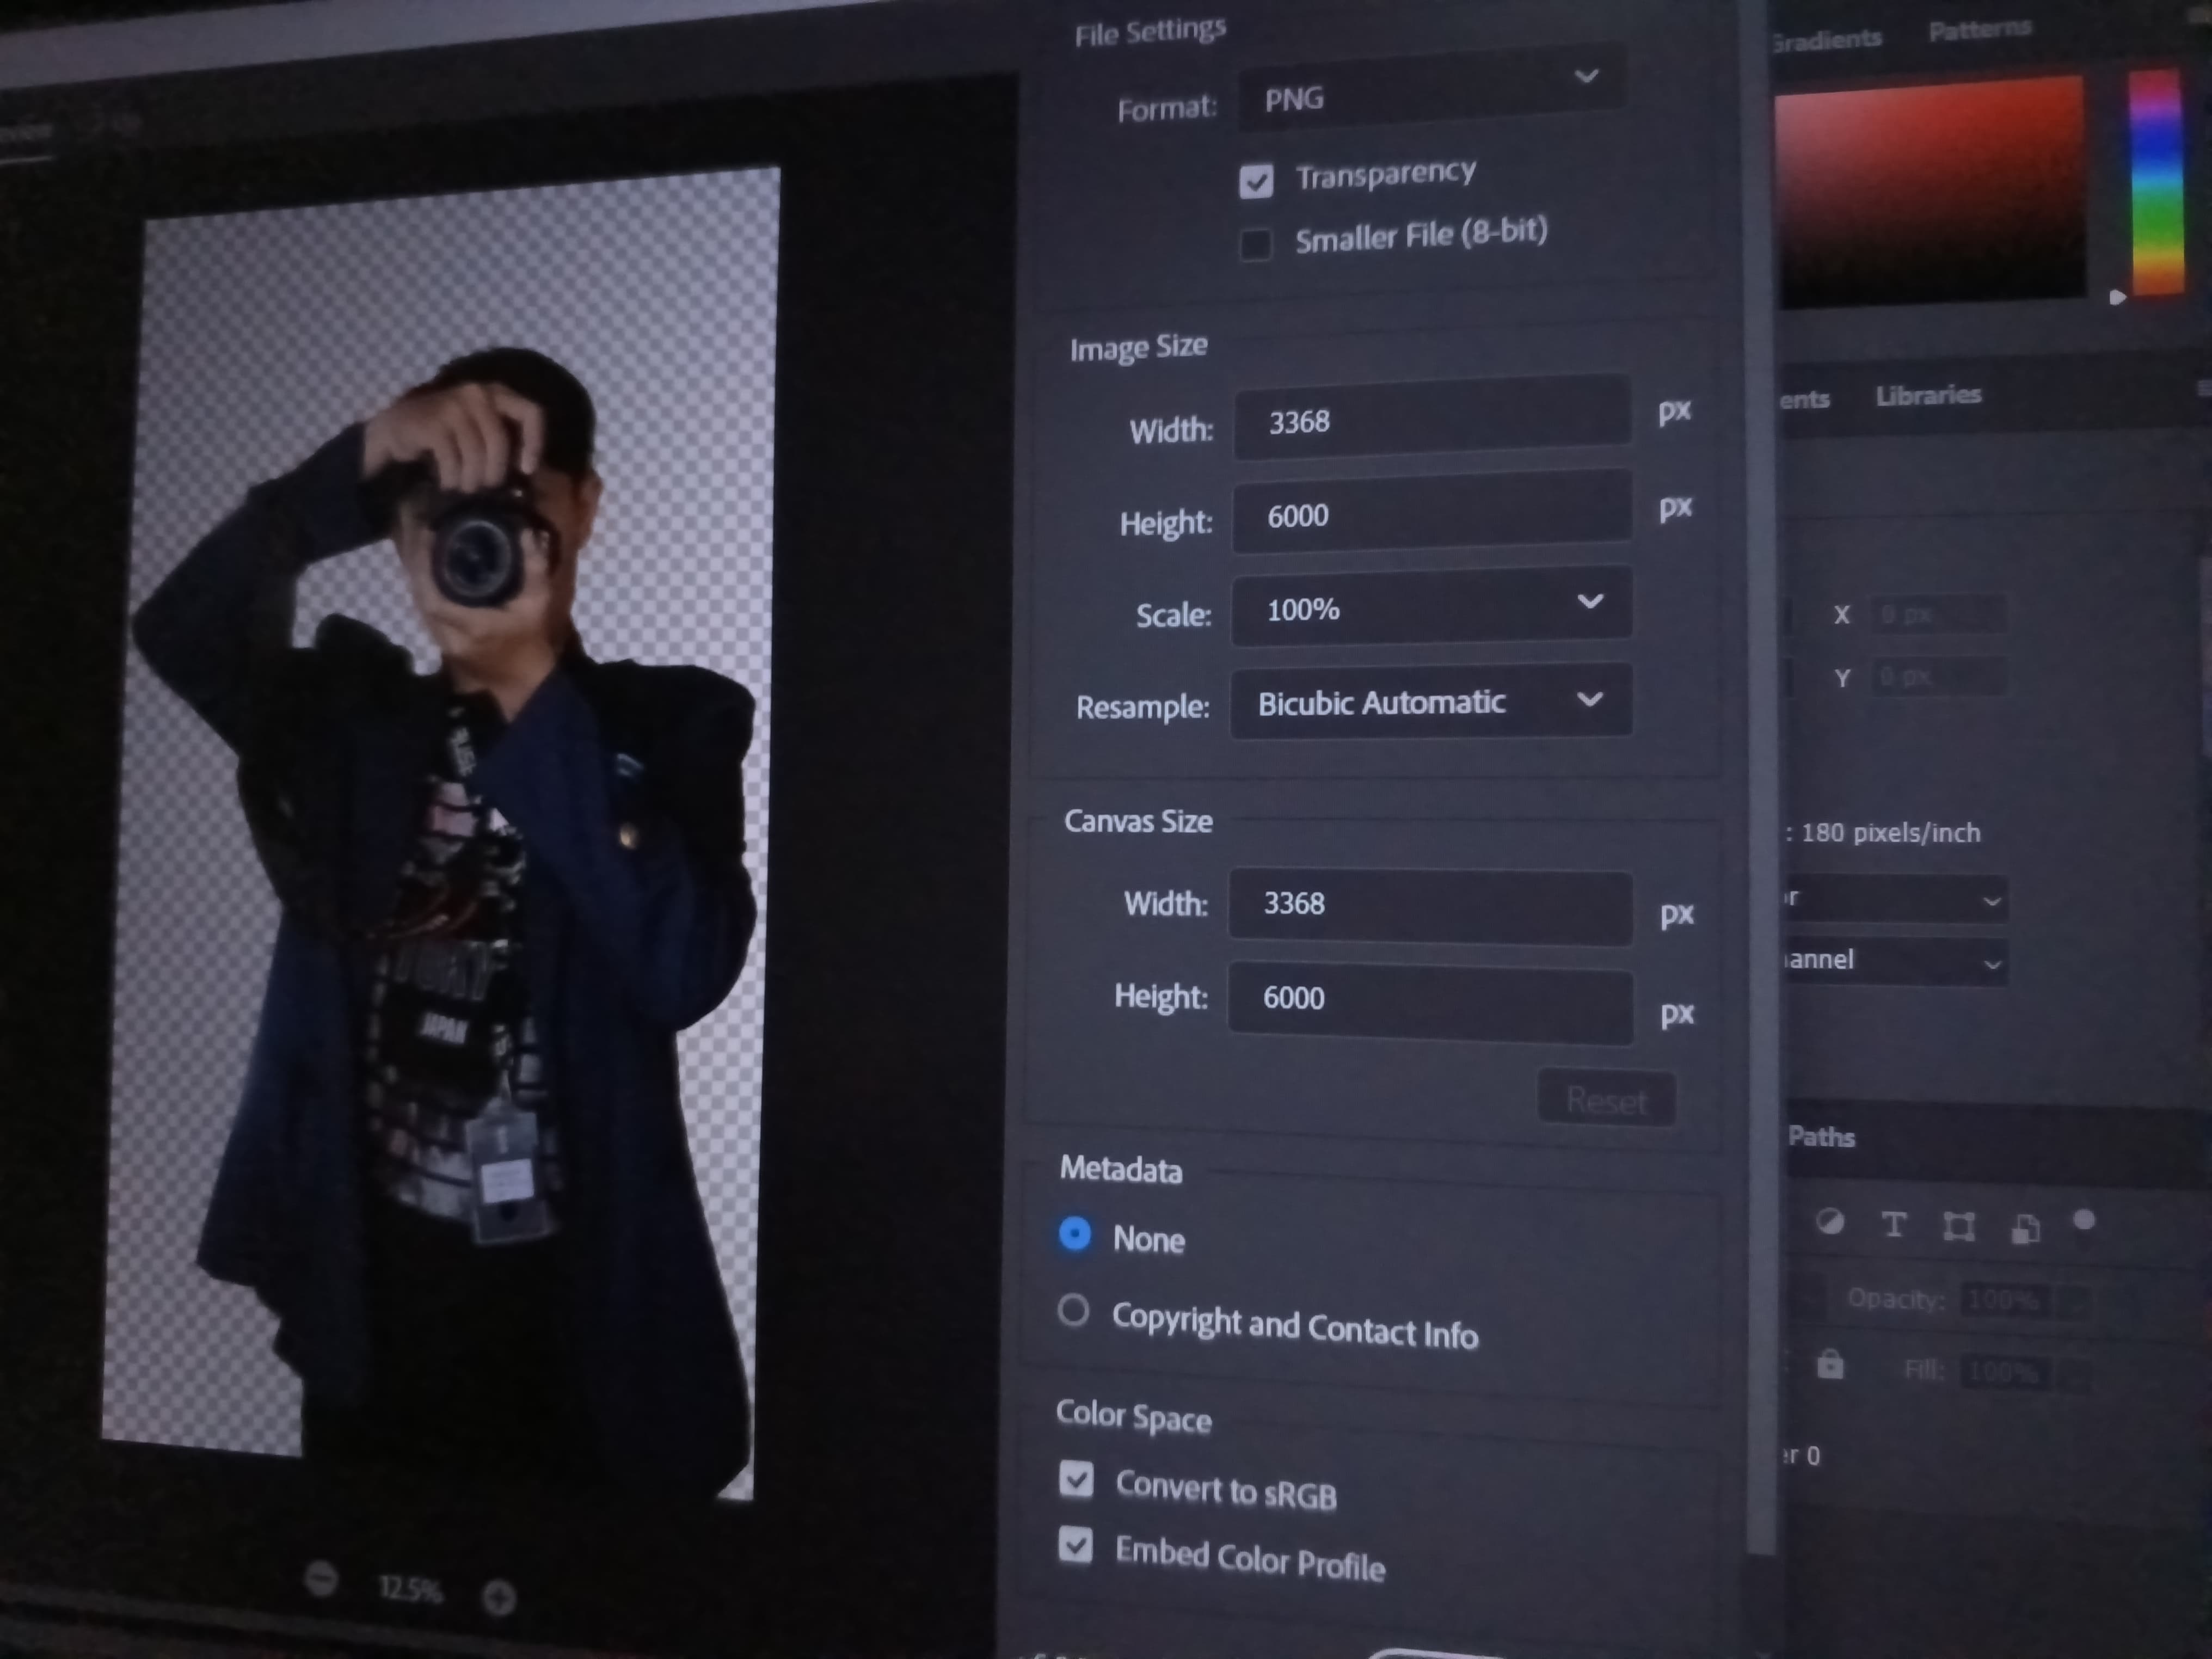 File Settings
Format: PNG
Transparency
Smaller File (8-bit)
Image Size
Width: 3368 px
Height: 6000 px
Scale: 100%
Resample: Bicubic Automatic
Canvas Size
Width: 3368 px
Height: 6000 px
Reset
Metadata
None
Copyright and Contact Info
Color Space
Convert to sRGB
Embed Color Profile
JAPAN
12.5%
Gradients Patterns
ents Libraries
X 0 px
Y 0 px
: 180 pixels/inch
r
annel
Paths
T
Opacity: 100%
Fill: 100%
er 0